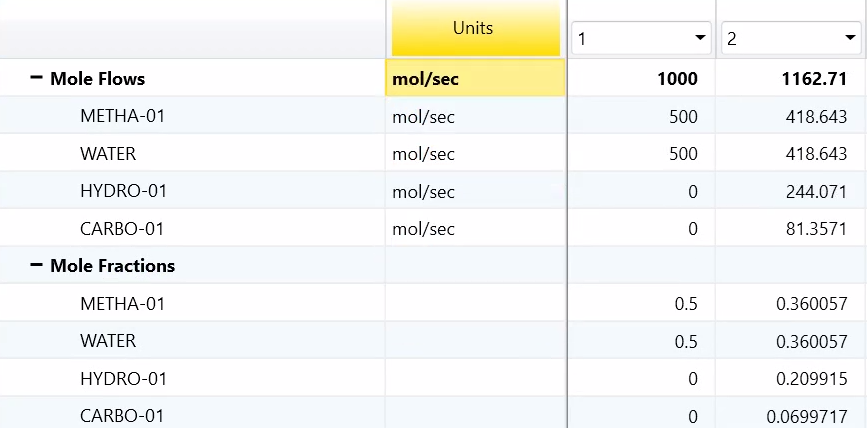 Units 1 2
− Mole Flows mol/sec 1000 1162.71
METHA-01 mol/sec 500 418.643
WATER mol/sec 500 418.643
HYDRO-01 mol/sec 0 244.071
CARBO-01 mol/sec 0 81.3571
− Mole Fractions
METHA-01 0.5 0.360057
WATER 0.5 0.360057
HYDRO-01 0 0.209915
CARBO-01 0 0.0699717